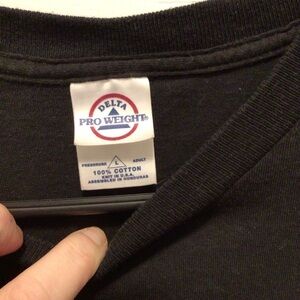 DELTA
PRO WEIGHT®
PRESHRUNK L ADULT
100% COTTON
KNIT IN U.S.A.
ASSEMBLED IN HONDURAS